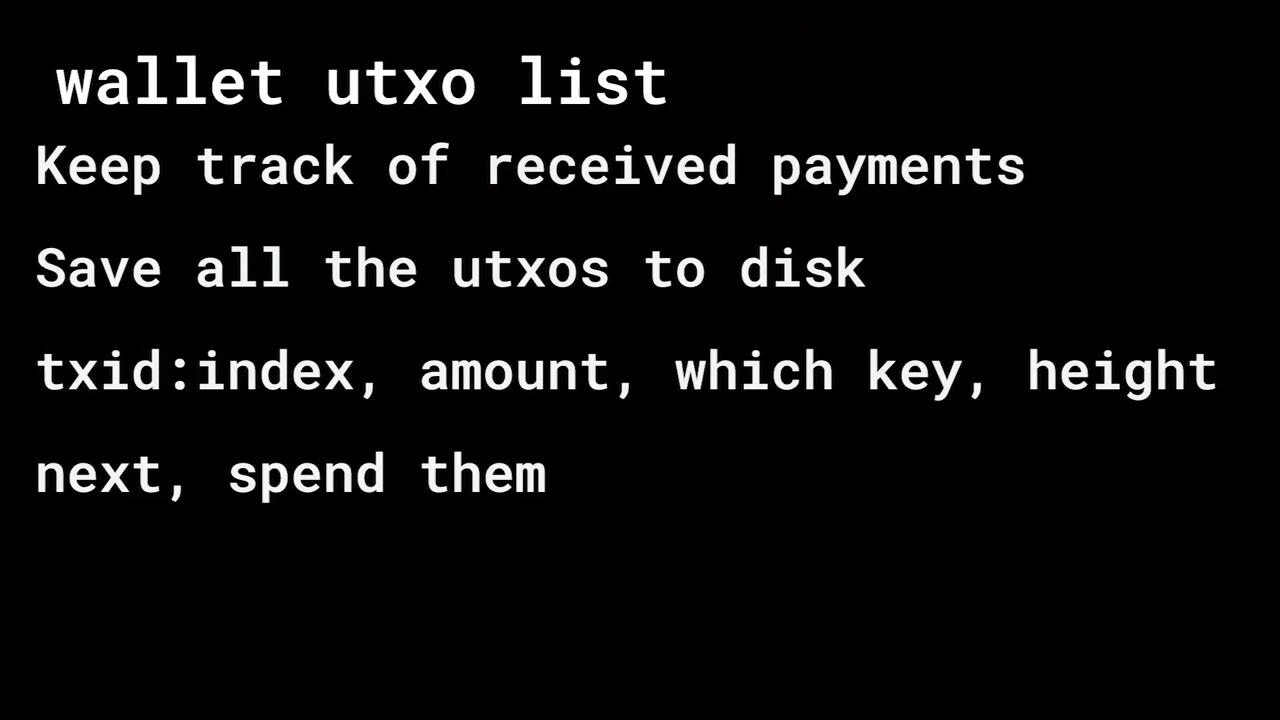 wallet utxo list
Keep track of received payments
Save all the utxos to disk
txid:index, amount, which key, height
next, spend them